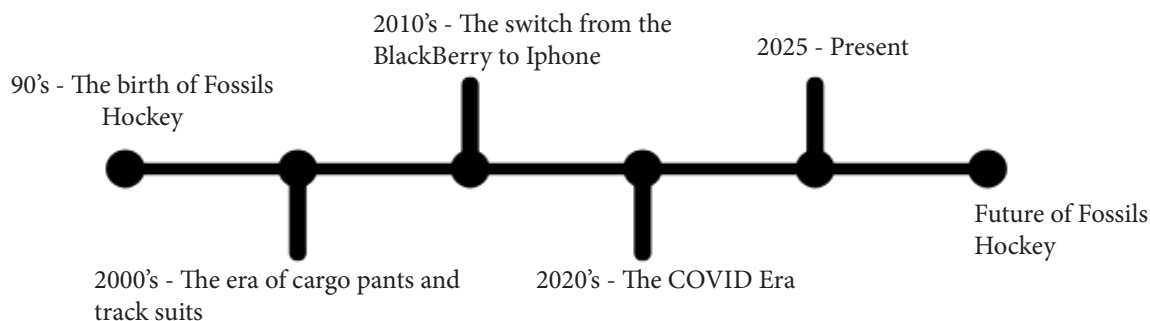 90’s - The birth of Fossils
Hockey
2000’s - The era of cargo pants and
track suits
2010’s - The switch from the
BlackBerry to Iphone
2020’s - The COVID Era
2025 - Present
Future of Fossils
Hockey